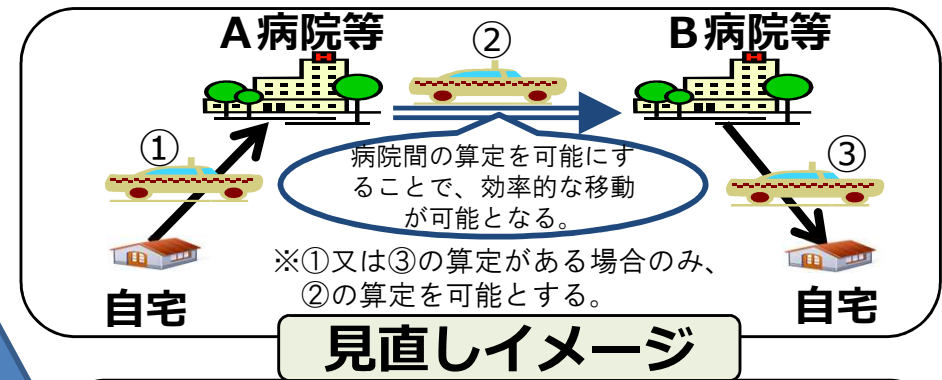 A病院等
②
B病院等
①
③
病院間の算定を可能にす
ることで、効率的な移動
が可能となる。
※①又は③の算定がある場合のみ、
②の算定を可能とする。
自宅
自宅
見直しイメージ